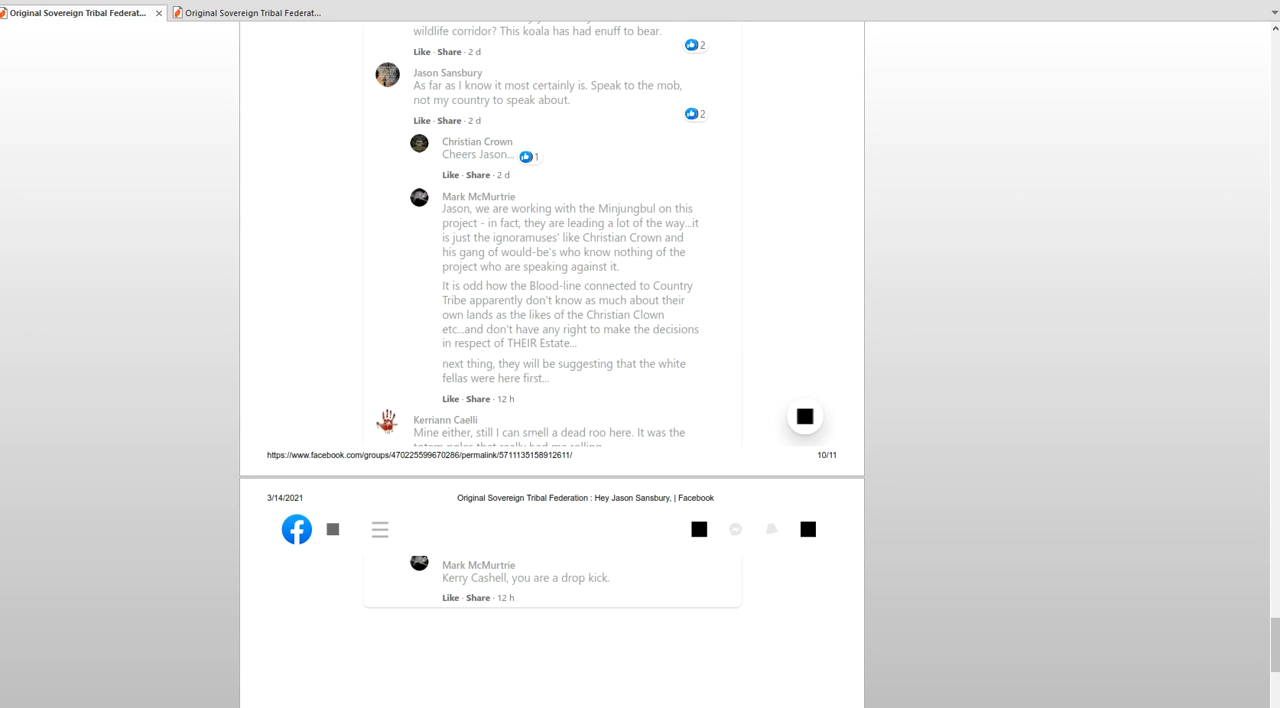 Original Sovereign Tribal Federat... ×
Original Sovereign Tribal Federat...
wildlife corridor? This koala has had enuff to bear.
2
Like · Share · 2 d
Jason Sansbury
As far as I know it most certainly is. Speak to the mob,
not my country to speak about.
2
Like · Share · 2 d
Christian Crown
Cheers Jason... 1
Like · Share · 2 d
Mark McMurtrie
Jason, we are working with the Minjungbul on this
project - in fact, they are leading a lot of the way...it
is just the ignoramuses' like Christian Crown and
his gang of would-be's who know nothing of the
project who are speaking against it.
It is odd how the Blood-line connected to Country
Tribe apparently don't know as much about their
own lands as the likes of the Christian Clown
etc...and don't have any right to make the decisions
in respect of THEIR Estate...
next thing, they will be suggesting that the white
fellas were here first...
Like · Share · 12 h
Kerriann Caelli
Mine either, still I can smell a dead roo here. It was the
totem poles that really had me rolling
https://www.facebook.com/groups/470225599670286/permalink/5711135158912611/
10/11
3/14/2021
Original Sovereign Tribal Federation : Hey Jason Sansbury, | Facebook
Mark McMurtrie
Kerry Cashell, you are a drop kick.
Like · Share · 12 h